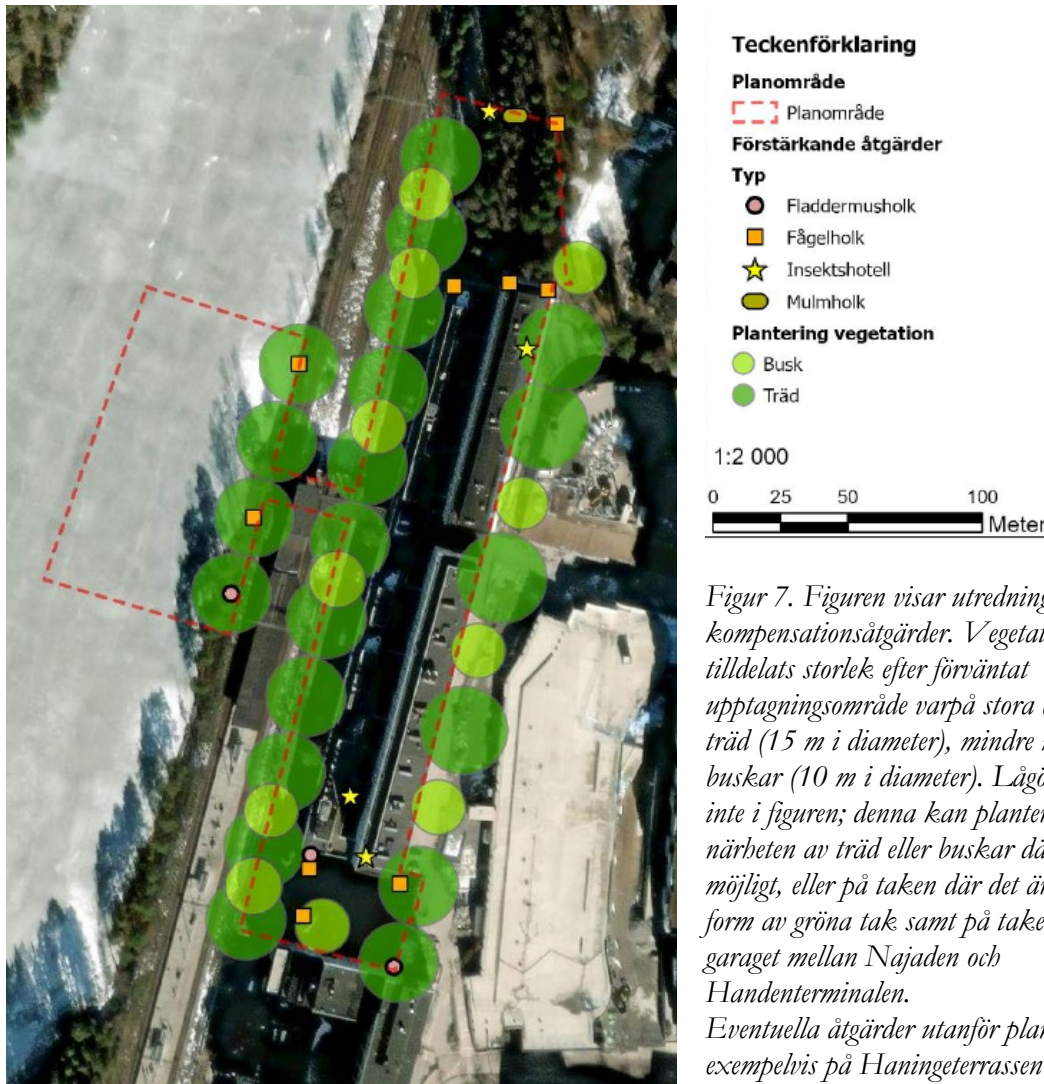 Teckenförklaring
Planområde
Planområde
Förstärkande åtgärder
Typ
Fladdermusholk
Fågelholk
Insektshotell
Mulmholk
Plantering vegetation
Busk
Träd
1:2 000
0 25 50 100
Meter
Figur 7. Figuren visar utredning
kompensationsåtgärder. Vegetat
tilldelats storlek efter förväntat
upptagningsområde varpå stora
träd (15 m i diameter), mindre
buskar (10 m i diameter). Lågö
inte i figuren; denna kan planter
närheten av träd eller buskar dä
möjligt, eller på taken där det är
form av gröna tak samt på take
garaget mellan Najaden och
Handenterminalen.
Eventuella åtgärder utanför plan
exempelvis på Haningeterrassen